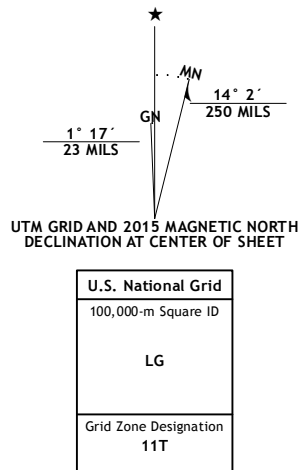 MN
GN
14° 2´
250 MILS
1° 17´
23 MILS
UTM GRID AND 2015 MAGNETIC NORTH
DECLINATION AT CENTER OF SHEET
U.S. National Grid
100,000-m Square ID
LG
Grid Zone Designation
11T